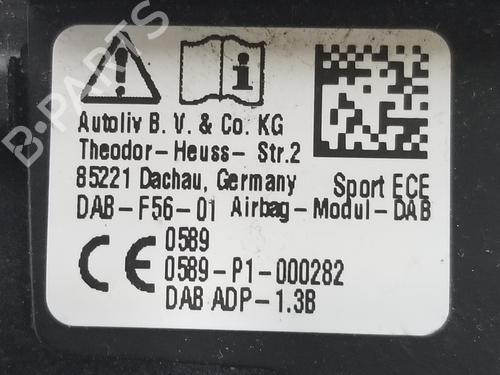 B-PARTS
Autoliv B. V. & Co. KG
Theodor-Heuss- Str.2
85221 Dachau, Germany Sport ECE
DAB-F56-01 Airbag-Modul-DAB
CE 0589
0589-P1-000282
DAB ADP-1.3B